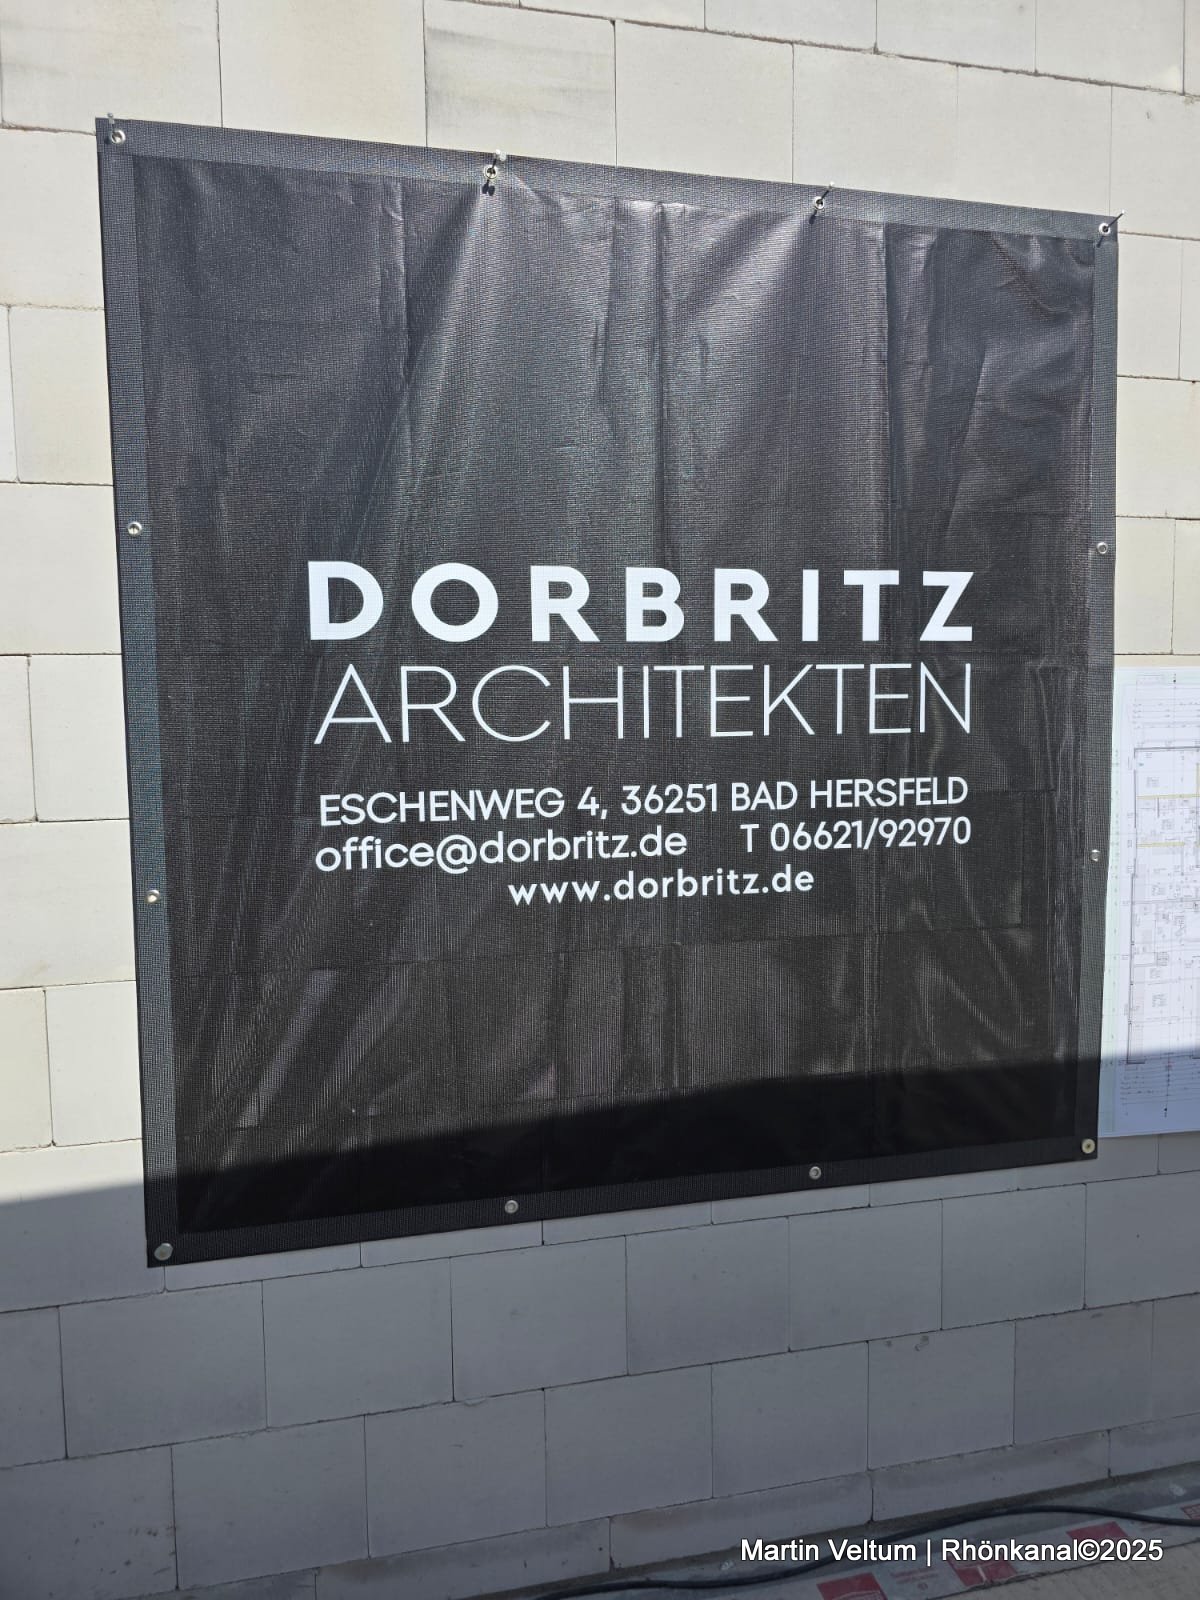 DORBRITZ
ARCHITEKTEN
ESCHENWEG 4, 36251 BAD HERSFELD
office@dorbritz.de T 06621/92970
www.dorbritz.de
Martin Veltum | Rhönkanal©2025